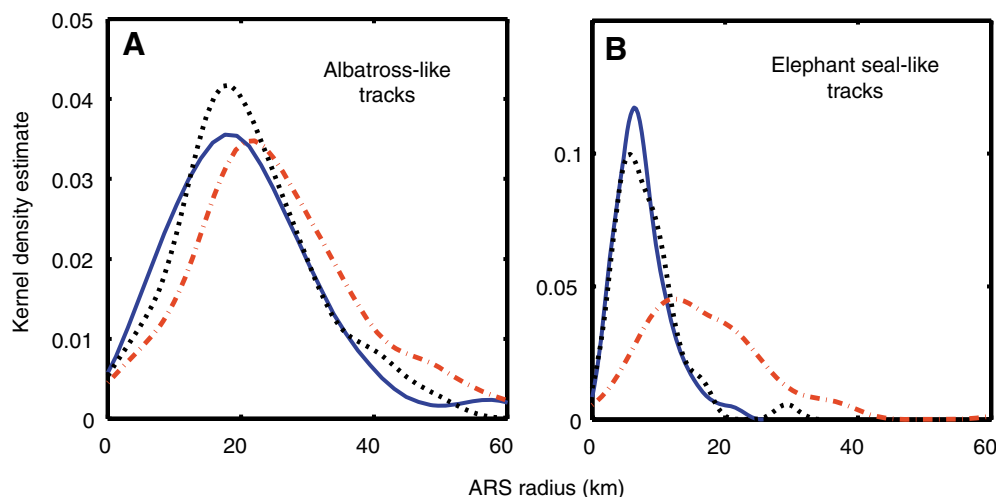 A
Albatross-like
tracks
B
Elephant seal-like
tracks
Kernel density estimate
0.05
0.04
0.03
0.02
0.01
0
0 20 40 60
0.1
0.05
0
0 20 40 60
ARS radius (km)